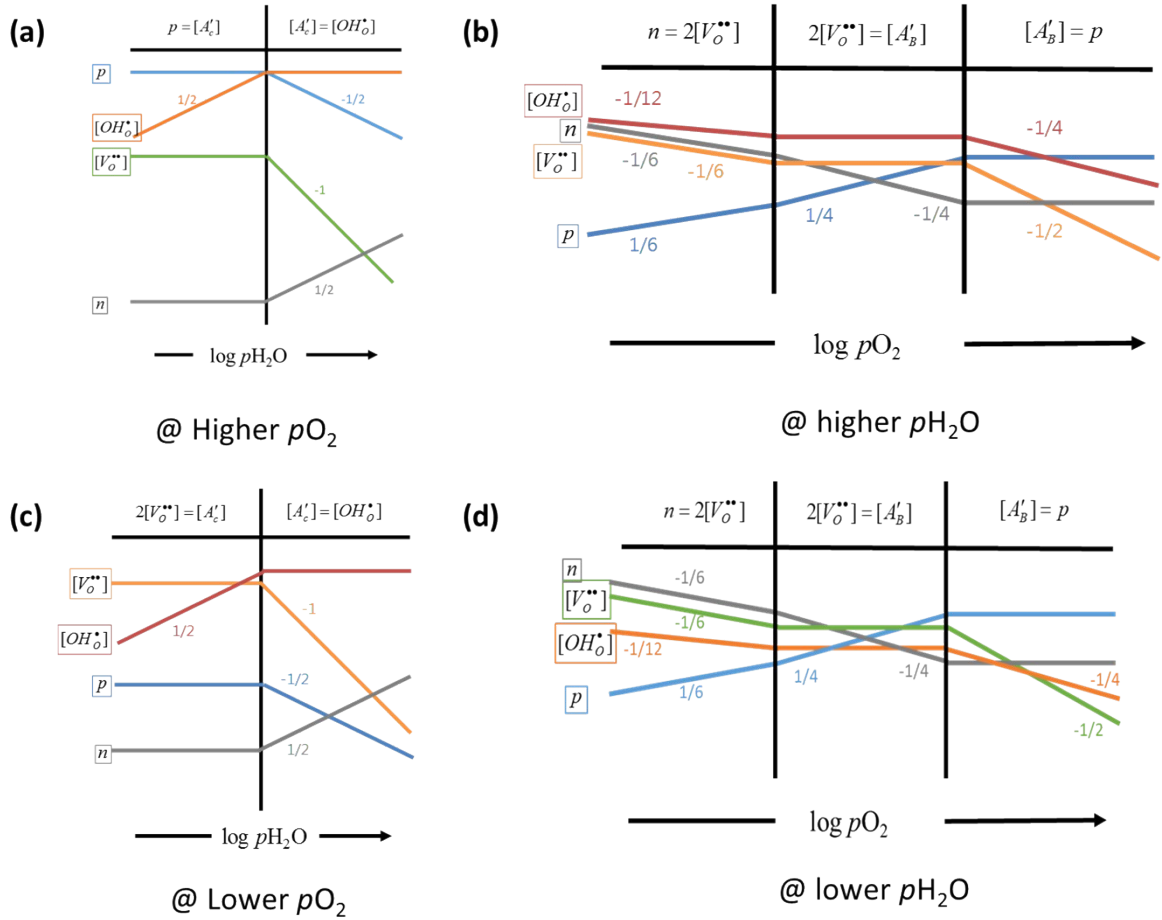 (a)
p = [A′c] [A′c] = [OH•O]
p
1/2
-1/2
[OH•O]
[V••O]
-1
1/2
n
log pH2O
@ Higher pO2
(b)
n = 2[V••O] 2[V••O] = [A′B] [A′B] = p
[OH•O]
-1/12
n
-1/4
[V••O]
-1/6
-1/6
p
1/6
1/4
-1/4
-1/2
log pO2
@ higher pH2O
(c)
2[V••O] = [A′c] [A′c] = [OH•O]
[V••O]
-1
[OH•O]
1/2
p
-1/2
n
1/2
log pH2O
@ Lower pO2
(d)
n = 2[V••O] 2[V••O] = [A′B] [A′B] = p
n
-1/6
[V••O]
-1/6
[OH•O]
-1/12
p
1/6
1/4
-1/4
-1/4
-1/2
log pO2
@ lower pH2O